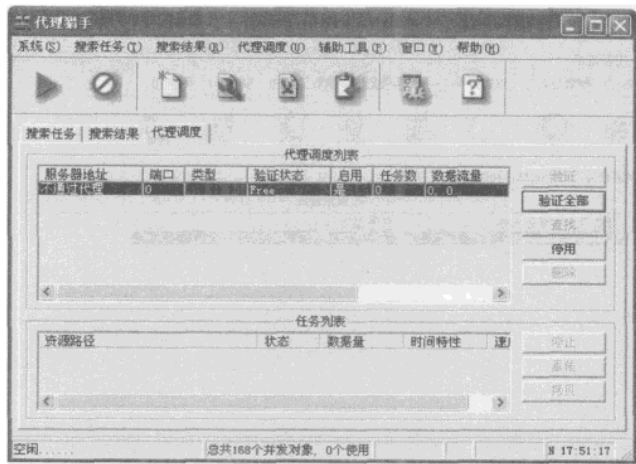 代理猎手
系统(S) 搜索任务(T) 搜索结果(R) 代理调度(U) 辅助工具(P) 窗口(W) 帮助(H)
搜索任务 搜索结果 代理调度
代理调度列表
服务器地址 端口 类型 验证状态 启用 任务数 数据流量
不通过代理 0 Free 是 0 0, 0
验证
验证全部
查找
停用
删除
任务列表
资源路径 状态 数据量 时间特性
停止
空闲......
总共168个并发对象, 0个使用
N 17:51:17